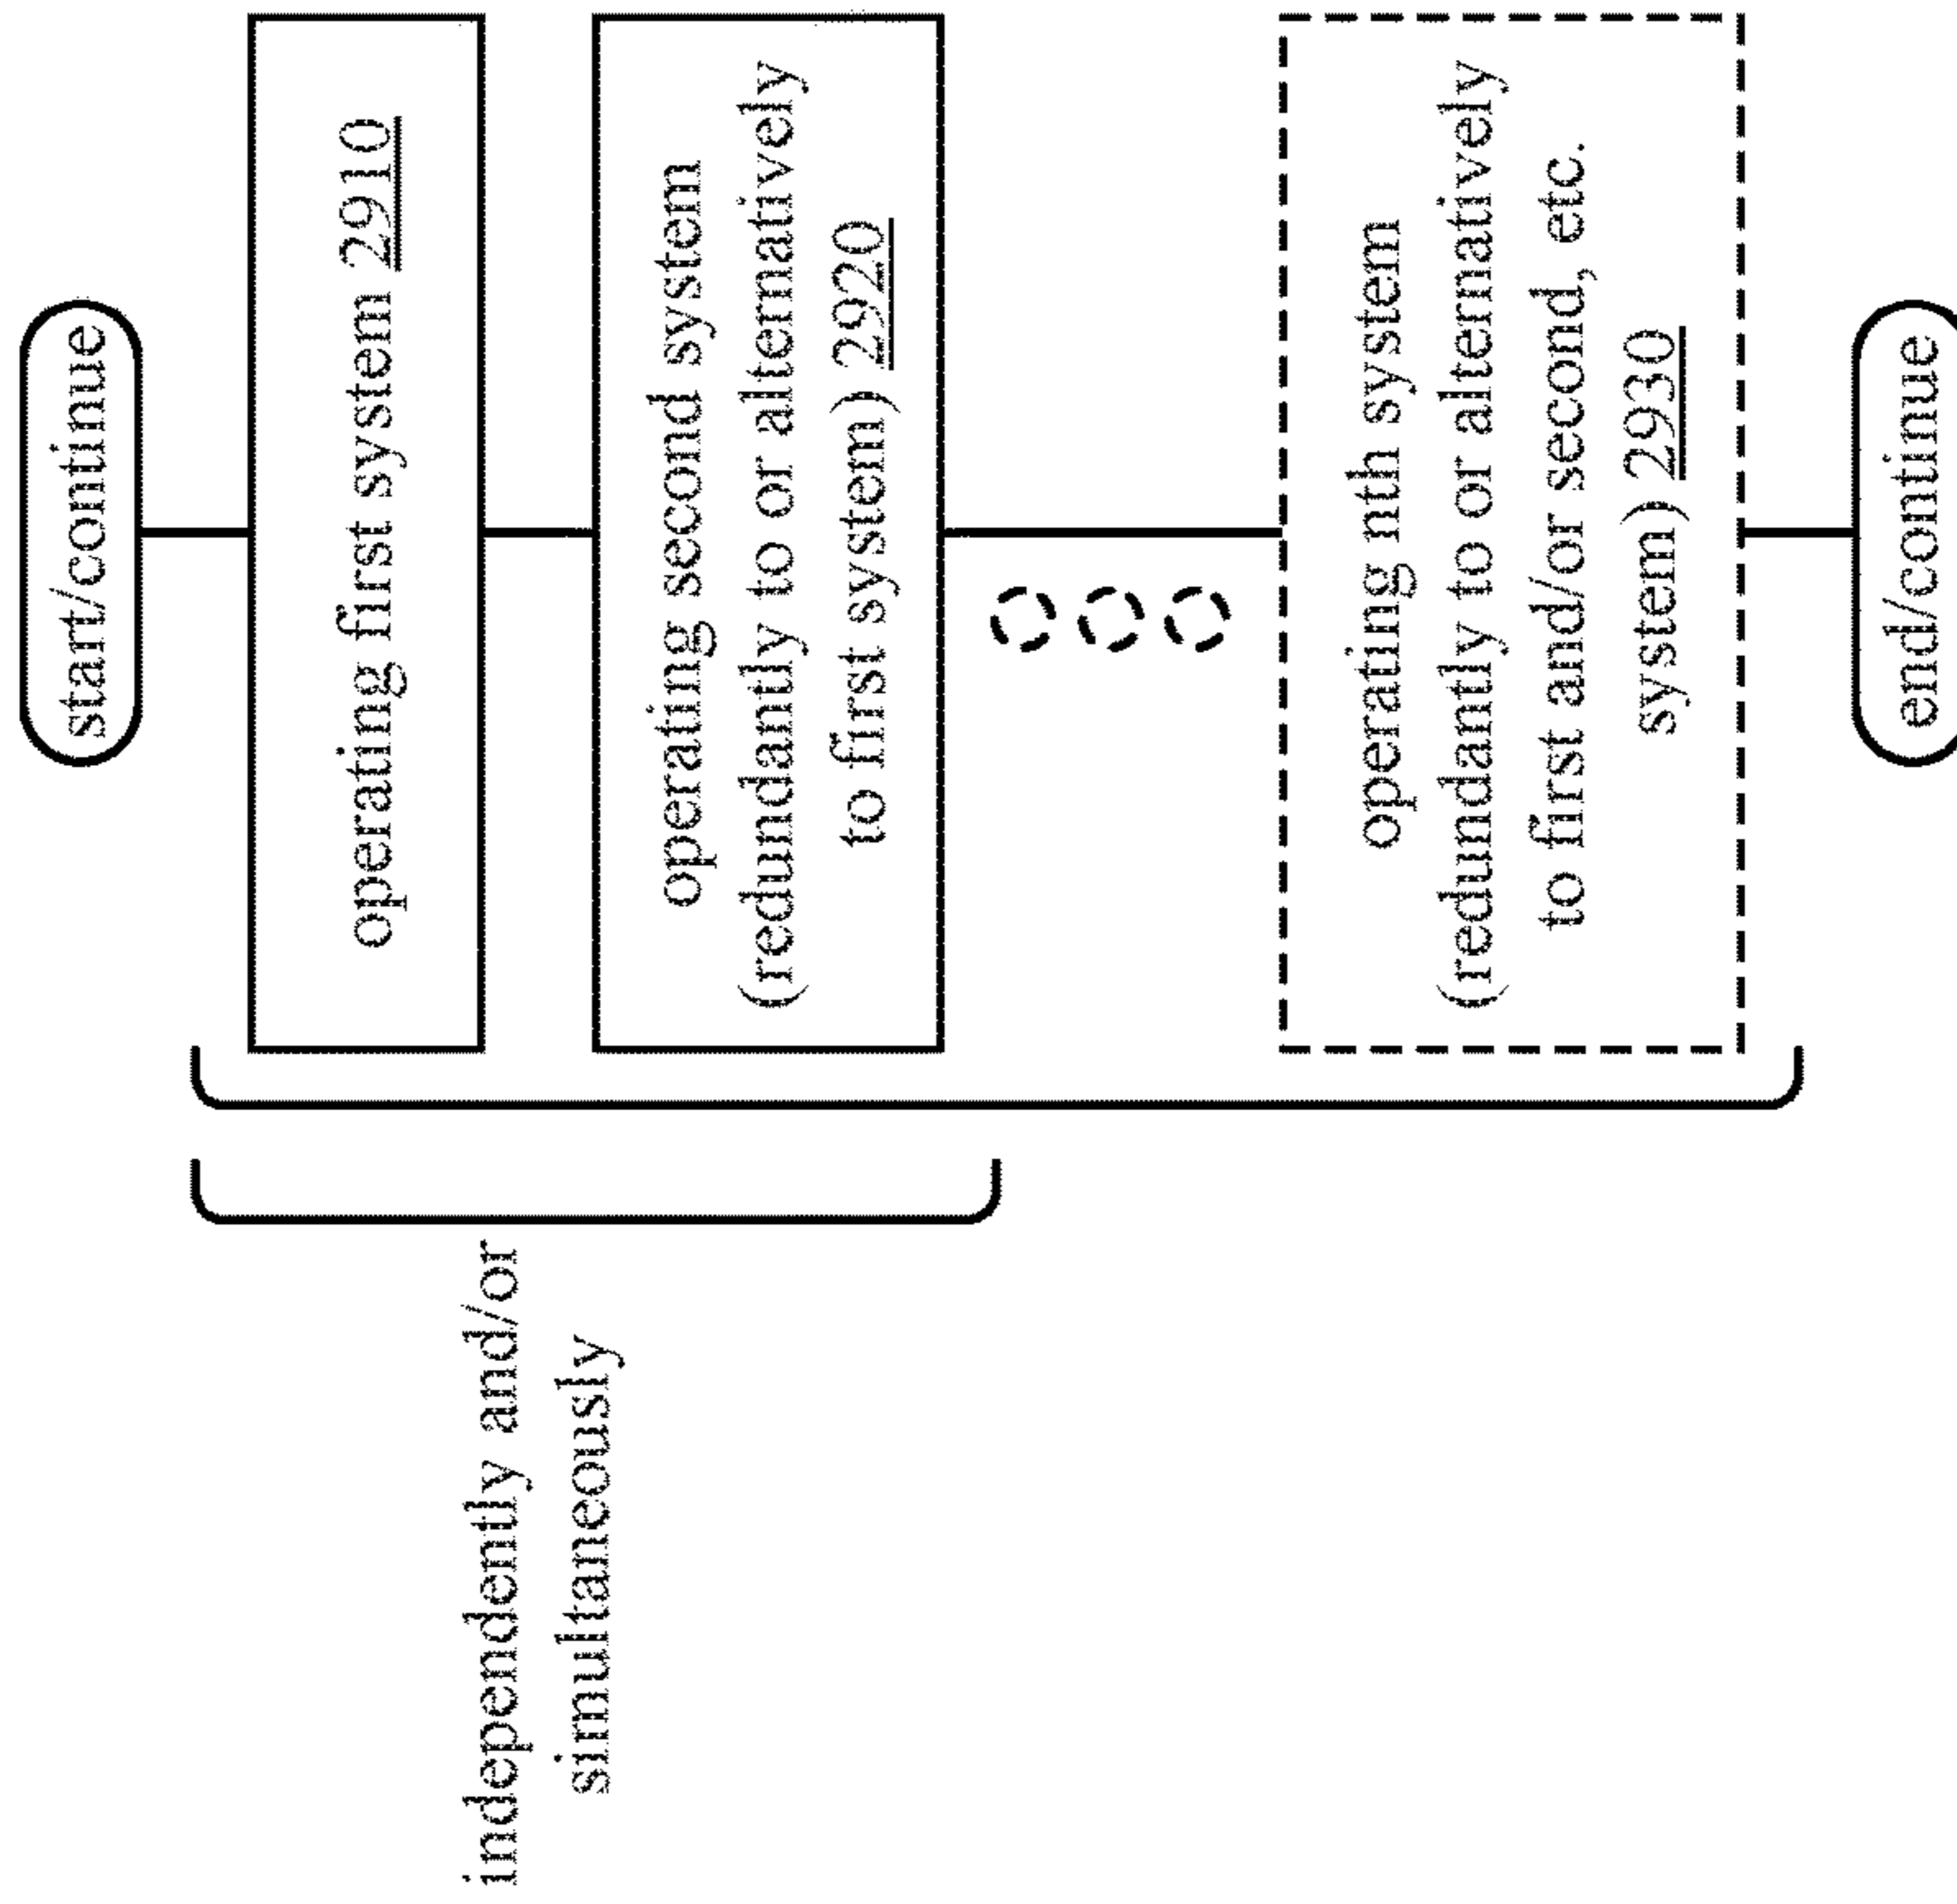 start/continue
operating first system 2910
operating second system
(redundantly to or alternatively
to first system) 2920
operating nth system
(redundantly to or alternatively
to first and/or second, etc.
system) 2930
end/continue
independently and/or
simultaneously